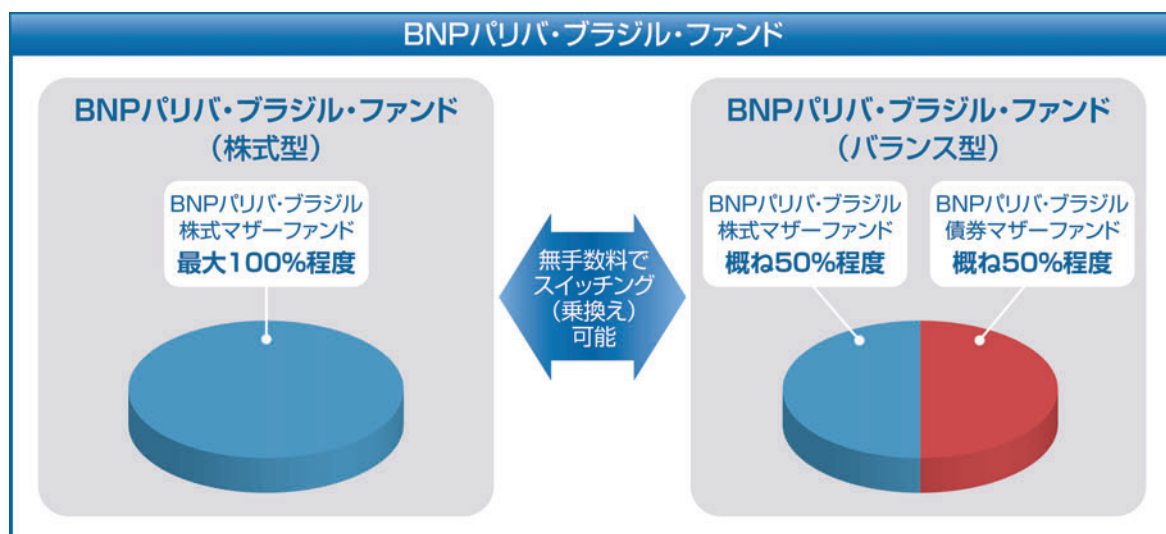 BNPパリバ・ブラジル・ファンド
BNPパリバ・ブラジル・ファンド
（株式型）
BNPパリバ・ブラジル
株式マザーファンド
最大100%程度
無手数料で
スイッチング
（乗換え）
可能
BNPパリバ・ブラジル・ファンド
（バランス型）
BNPパリバ・ブラジル
株式マザーファンド
概ね50%程度
BNPパリバ・ブラジル
債券マザーファンド
概ね50%程度